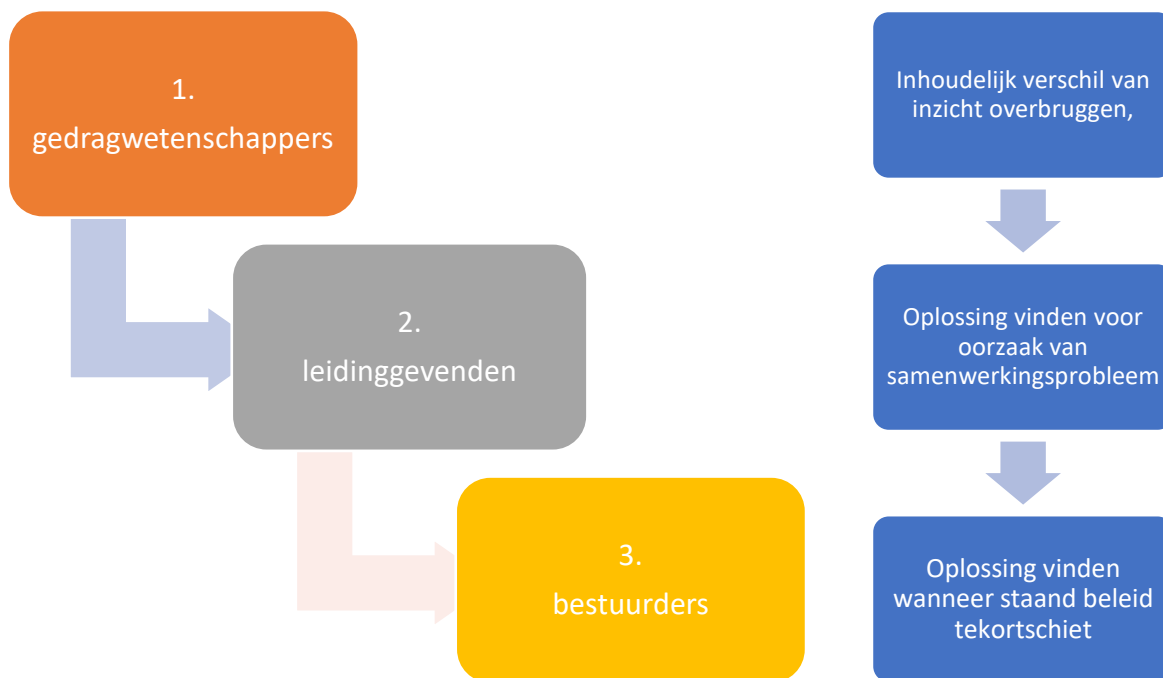 1.
gedragwetenschappers
2.
leidinggevenden
3.
bestuurders
Inhoudelijk verschil van
inzicht overbruggen,
Oplossing vinden voor
oorzaak van
samenwerkingsprobleem
Oplossing vinden
wanneer staand beleid
tekortschiet